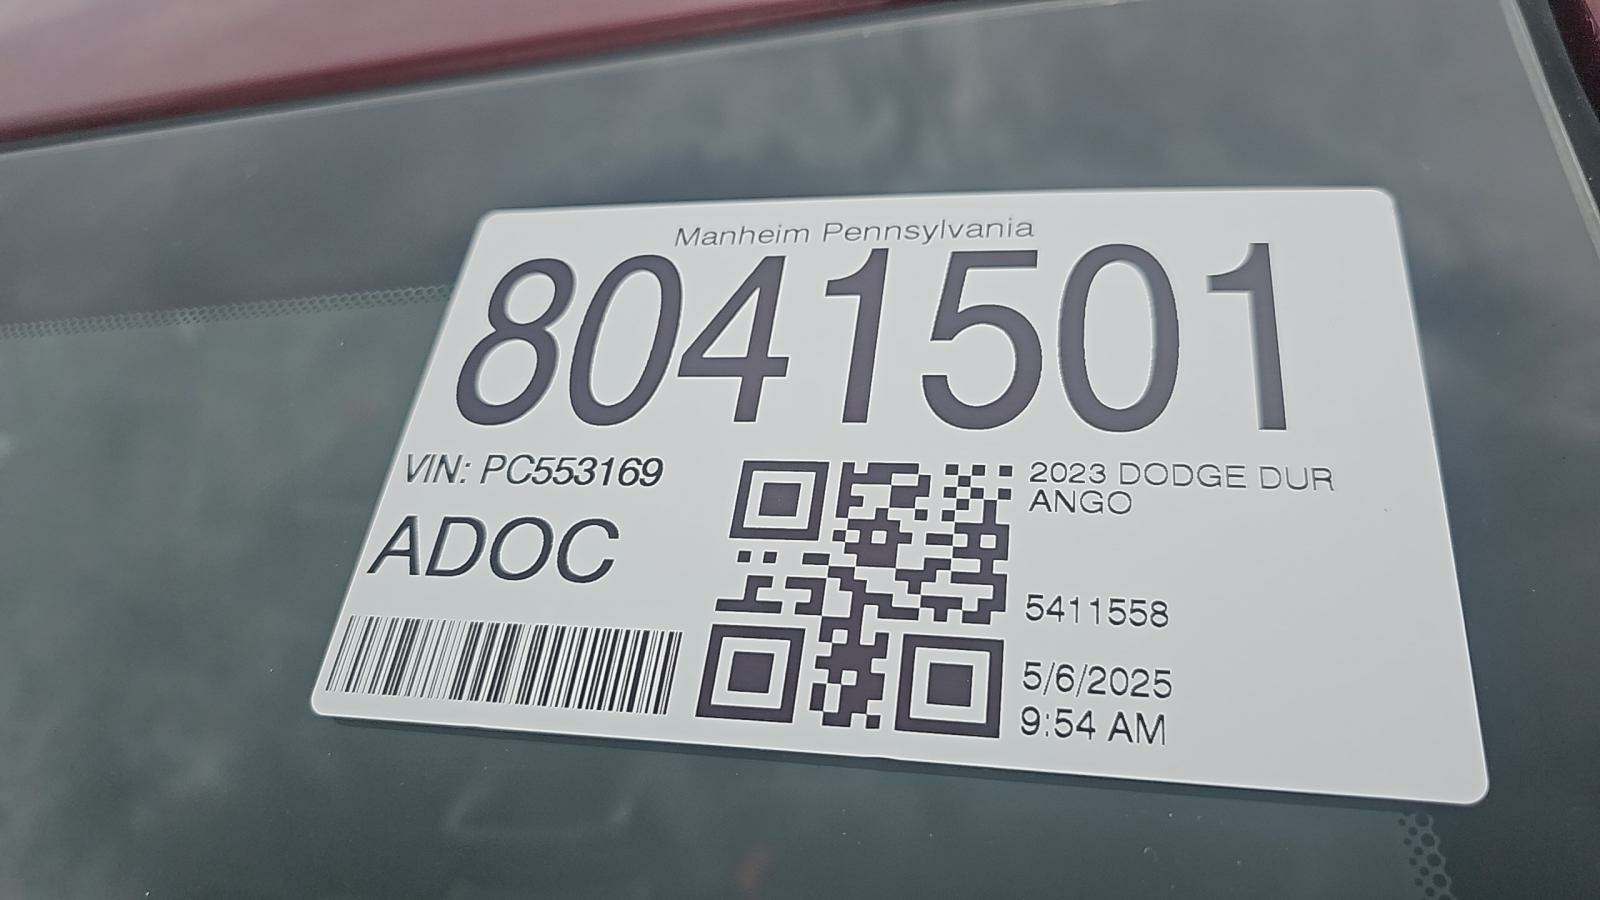 Manheim Pennsylvania
8041501
VIN: PC553169
ADOC
2023 DODGE DUR
ANGO
5411558
5/6/2025
9:54 AM